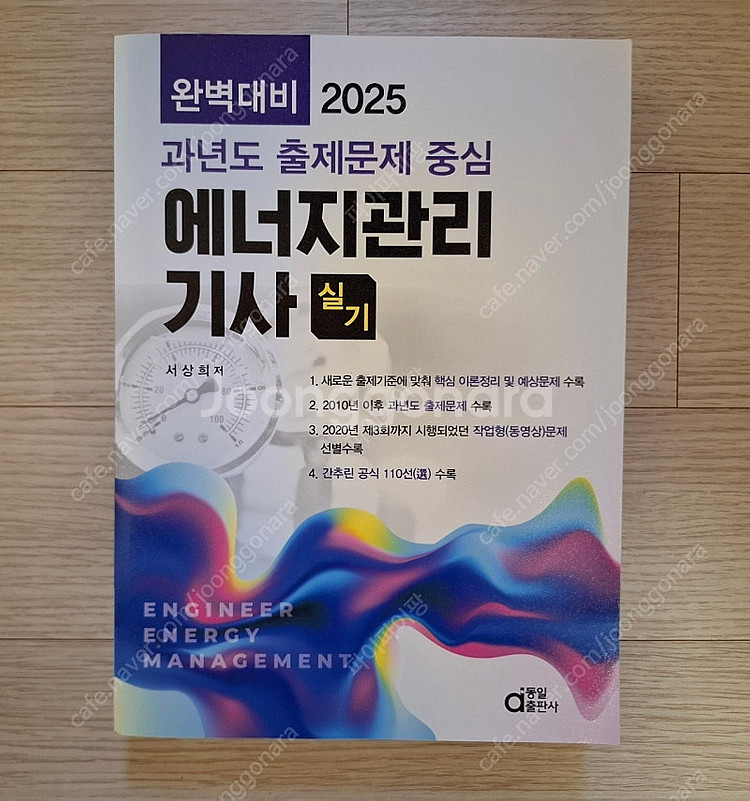 완벽대비 2025
과년도 출제문제 중심
에너지관리
기사 실기
서상희 저
1. 새로운 출제기준에 맞춰 핵심 이론정리 및 예상문제 수록
2. 2010년 이후 과년도 출제문제 수록
3. 2020년 제3회까지 시행되었던 작업형(동영상)문제
선별수록
4. 간추린 공식 110선(選) 수록
joonggonara
ENGINEER
ENERGY
MANAGEMENT
동일
출판사
cafe.naver.com/joonggonara